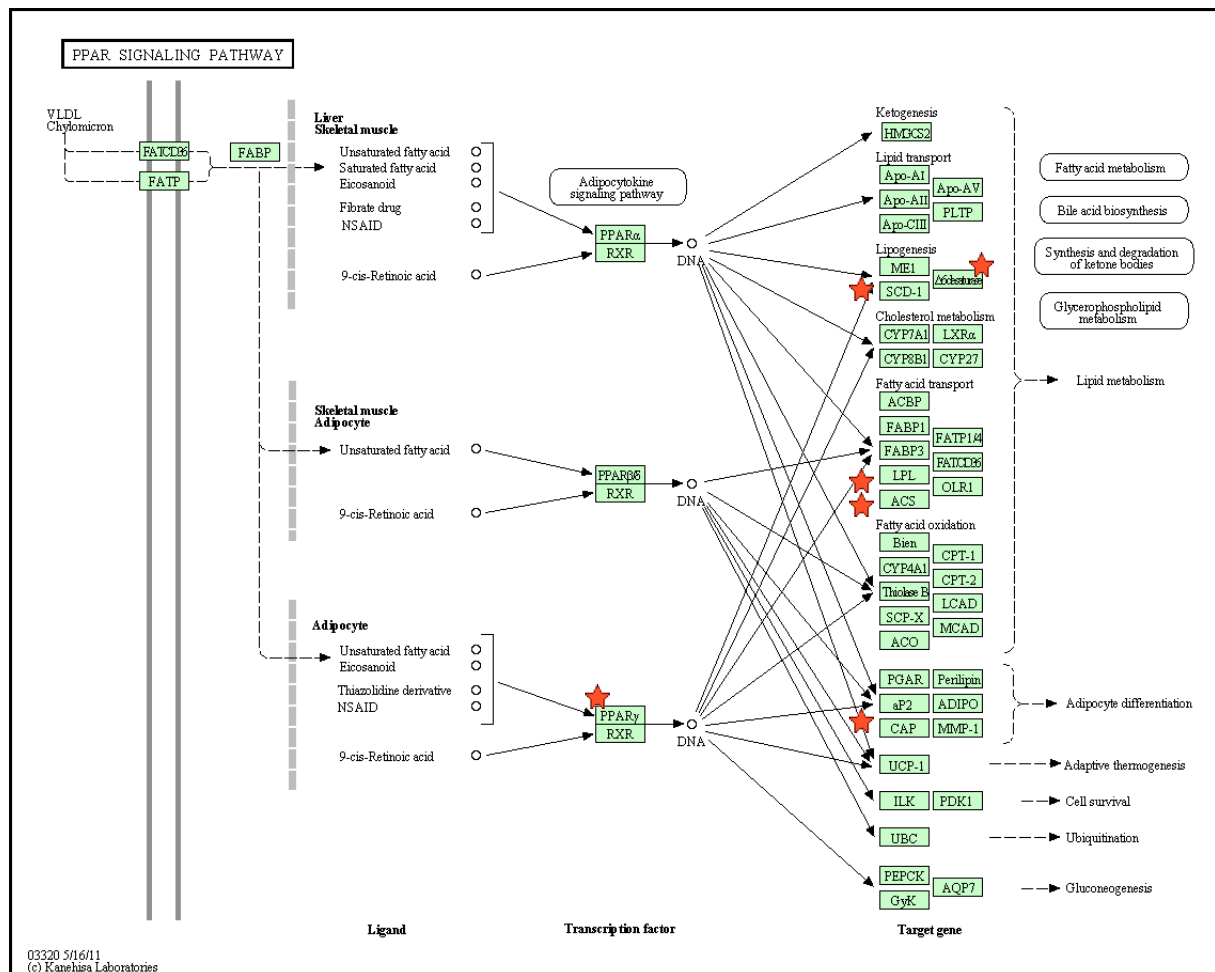 PPAR SIGNALING PATHWAY
VLDL
Chylomicron
FATCD36
FATP
FABP
Liver
Skeletal muscle
Unsaturated fatty acid
Saturated fatty acid
Eicosanoid
Fibrate drug
NSAID
9-cis-Retinoic acid
Adipocytokine
signaling pathway
PPARα
RXR
DNA
Skeletal muscle
Adipocyte
Unsaturated fatty acid
9-cis-Retinoic acid
PPARβ/δ
RXR
DNA
Adipocyte
Unsaturated fatty acid
Eicosanoid
Thiazolidine derivative
NSAID
9-cis-Retinoic acid
PPARγ
RXR
DNA
Ketogenesis
HMGCS2
Lipid transport
Apo-AI
Apo-AII
Apo-CIII
Apo-AV
PLTP
Lipogenesis
ME1
SCD-1
Δ6desaturase
Cholesterol metabolism
CYP7A1
LXRα
CYP8B1
CYP27
Fatty acid transport
ACBP
FABP1
FABP3
LPL
ACS
FATP1/4
FATCD36
OLR1
Fatty acid oxidation
Bien
CYP4A1
Thiolase B
SCP-X
ACO
CPT-1
CPT-2
LCAD
MCAD
PGAR
Perilipin
aP2
ADIPO
CAP
MMP-1
UCP-1
ILK
PDK1
UBC
PEPCK
GyK
AQP7
Fatty acid metabolism
Bile acid biosynthesis
Synthesis and degradation
of ketone bodies
Glycerophospholipid
metabolism
Lipid metabolism
Adipocyte differentiation
Adaptive thermogenesis
Cell survival
Ubiquitination
Gluconeogenesis
Ligand
Transcription factor
Target gene
03320 5/16/11
(c) Kanehisa Laboratories